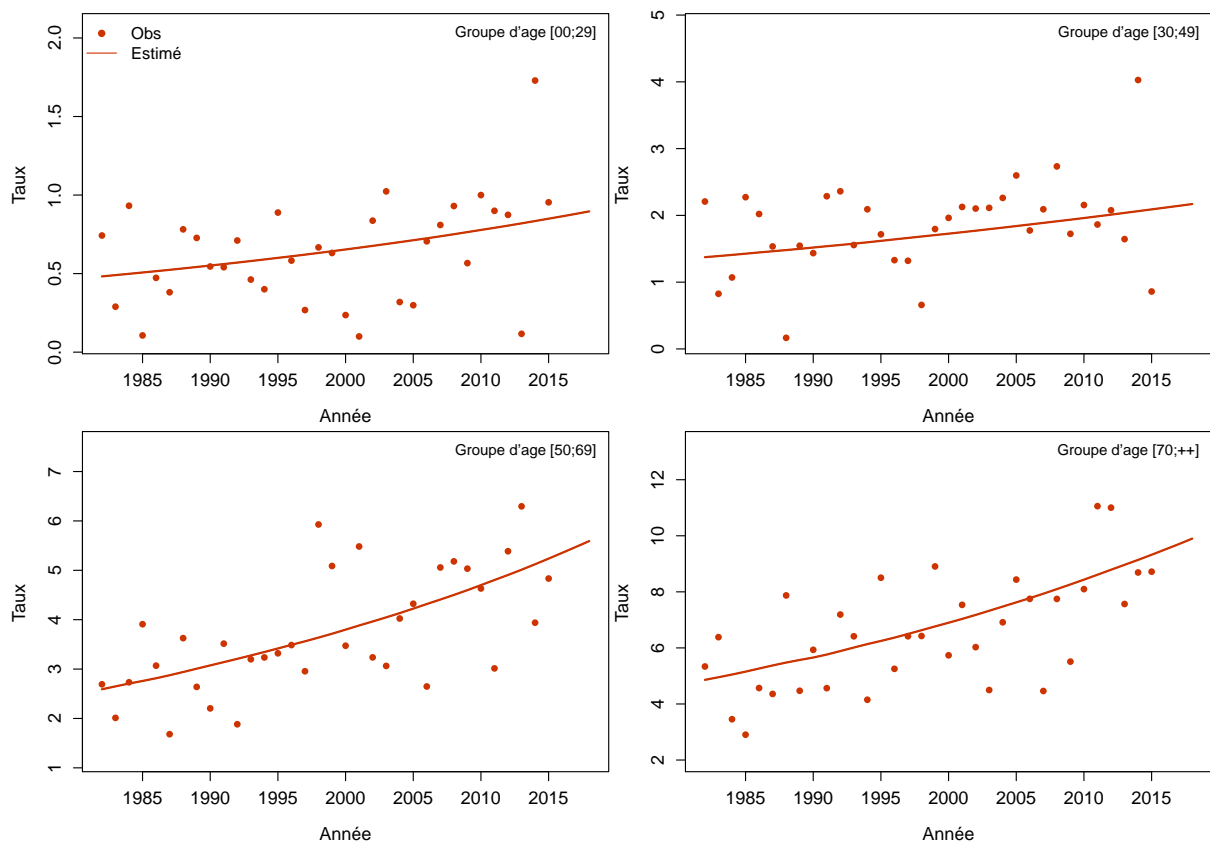 Groupe d'age [00;29]
Obs
Estimé
Taux
0.0
0.5
1.0
1.5
2.0
1985 1990 1995 2000 2005 2010 2015
Année
Groupe d'age [30;49]
Taux
0
1
2
3
4
5
1985 1990 1995 2000 2005 2010 2015
Année
Groupe d'age [50;69]
Taux
1
2
3
4
5
6
7
1985 1990 1995 2000 2005 2010 2015
Année
Groupe d'age [70;++]
Taux
2
4
6
8
10
12
1985 1990 1995 2000 2005 2010 2015
Année